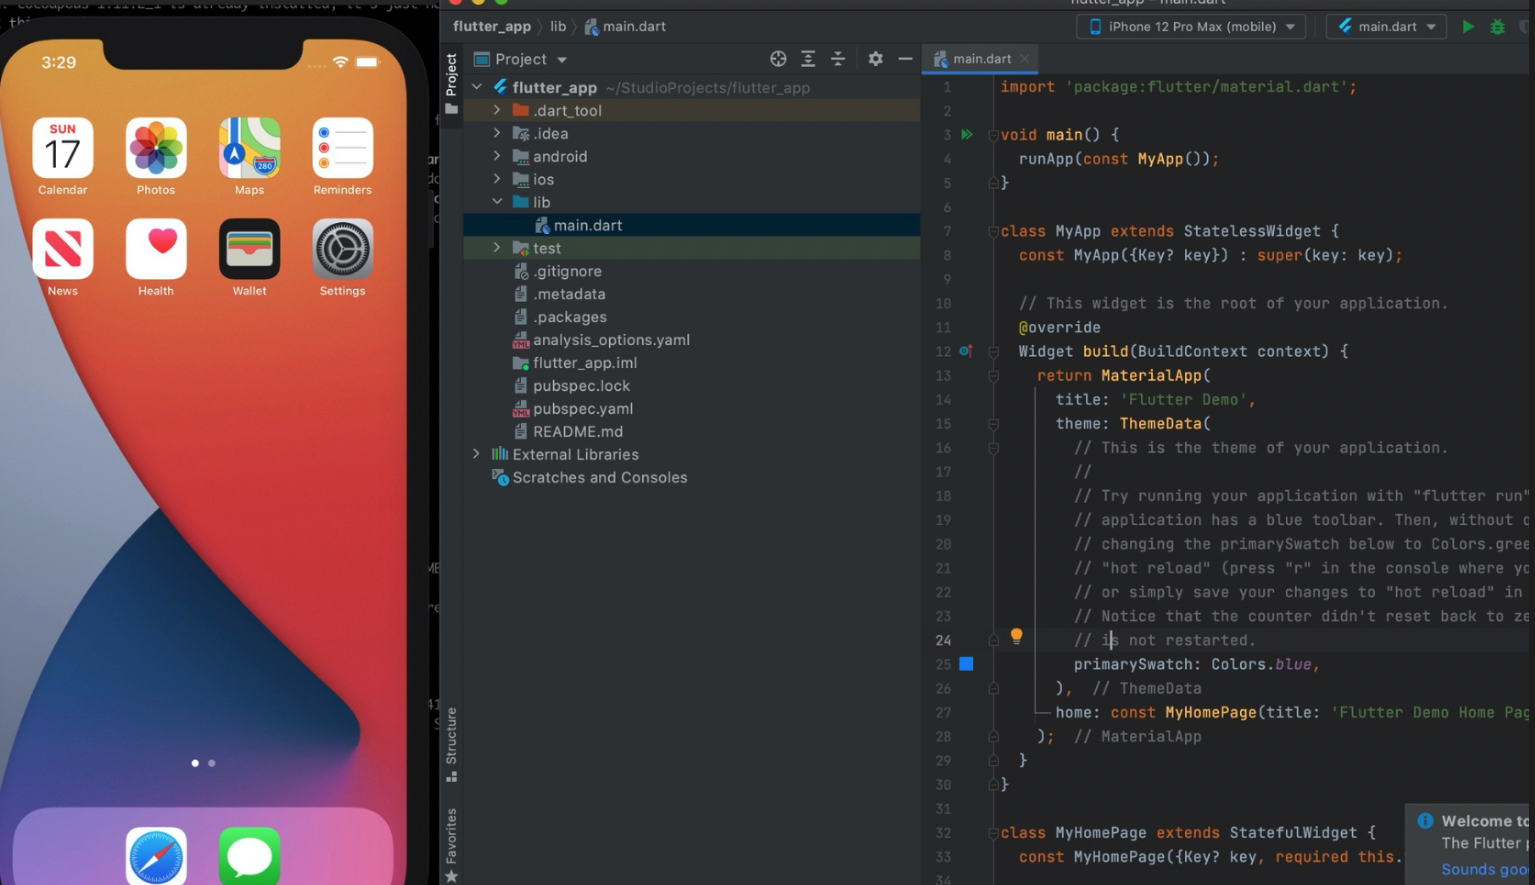 3:29
SUN
17
Calendar
Photos
280
Maps
Reminders
News
Health
Wallet
Settings
flutter_app
lib
main.dart
iPhone 12 Pro Max (mobile)
main.dart
Project
Project
flutter_app ~/StudioProjects/flutter_app
.dart_tool
.idea
android
ios
lib
main.dart
test
.gitignore
.metadata
.packages
analysis_options.yaml
flutter_app.iml
pubspec.lock
pubspec.yaml
README.md
External Libraries
Scratches and Consoles
Structure
Favorites
main.dart
1 import 'package:flutter/material.dart';
2
3 void main() {
4 runApp(const MyApp());
5 }
6
7 class MyApp extends StatelessWidget {
8 const MyApp({Key? key}) : super(key: key);
9
10 // This widget is the root of your application.
11 @override
12 Widget build(BuildContext context) {
13 return MaterialApp(
14 title: 'Flutter Demo',
15 theme: ThemeData(
16 // This is the theme of your application.
17 //
18 // Try running your application with "flutter run"
19 // application has a blue toolbar. Then, without
20 // changing the primarySwatch below to Colors.gree
21 // "hot reload" (press "r" in the console where yo
22 // or simply save your changes to "hot reload" in
23 // Notice that the counter didn't reset back to ze
24 // is not restarted.
25 primarySwatch: Colors.blue,
26 ), // ThemeData
27 home: const MyHomePage(title: 'Flutter Demo Home Pag
28 ); // MaterialApp
29 }
30 }
31
32 class MyHomePage extends StatefulWidget {
33 const MyHomePage({Key? key, required this.
34
Welcome to
The Flutter
Sounds goo